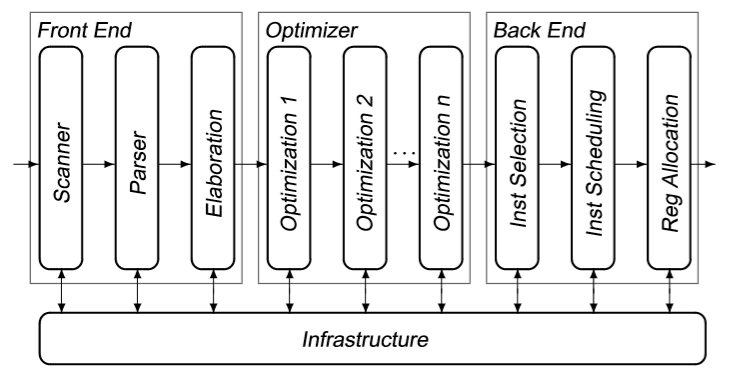 Front End
Optimizer
Back End
Scanner
Parser
Elaboration
Optimization 1
Optimization 2
...
Optimization n
Inst Selection
Inst Scheduling
Reg Allocation
Infrastructure